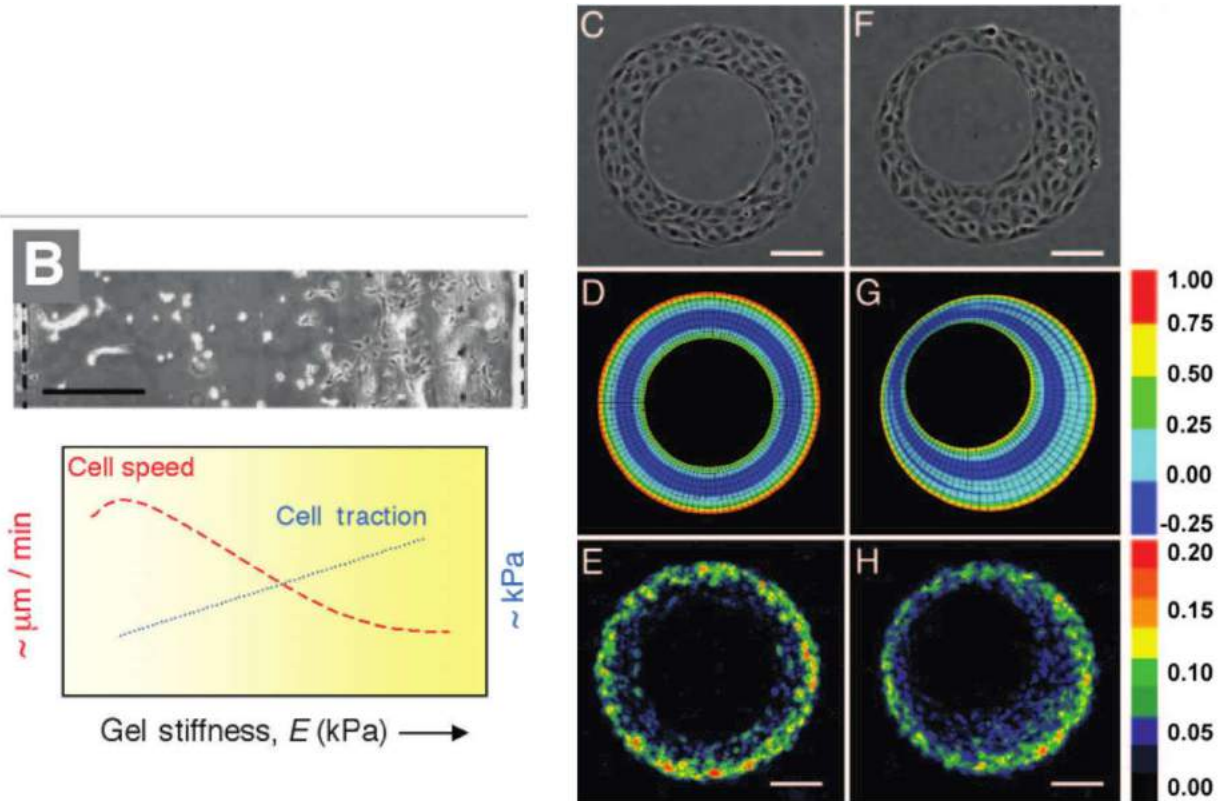 B
Cell speed
Cell traction
~ µm / min
~ kPa
Gel stiffness, E (kPa)
C
F
D
G
1.00
0.75
0.50
0.25
0.00
-0.25
E
H
0.20
0.15
0.10
0.05
0.00